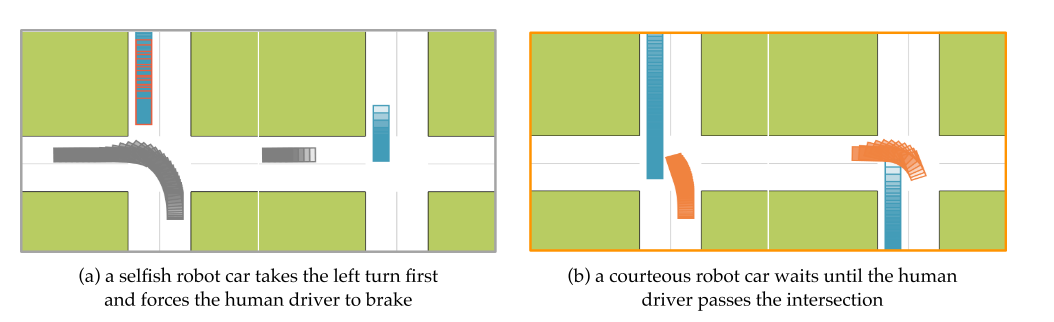 (a) a selfish robot car takes the left turn first
and forces the human driver to brake
(b) a courteous robot car waits until the human
driver passes the intersection